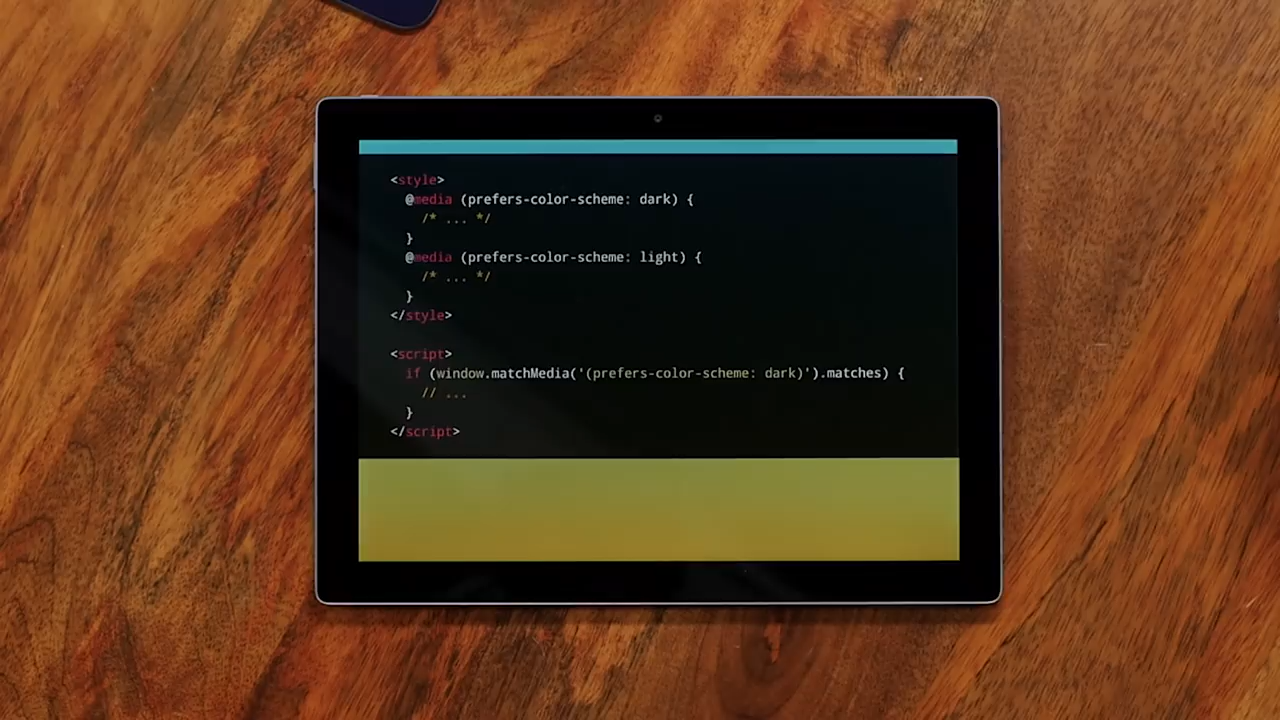 <style>
@media (prefers-color-scheme: dark) {
/* ... */
}
@media (prefers-color-scheme: light) {
/* ... */
}
</style>
<script>
if (window.matchMedia('(prefers-color-scheme: dark)').matches) {
// ...
}
</script>